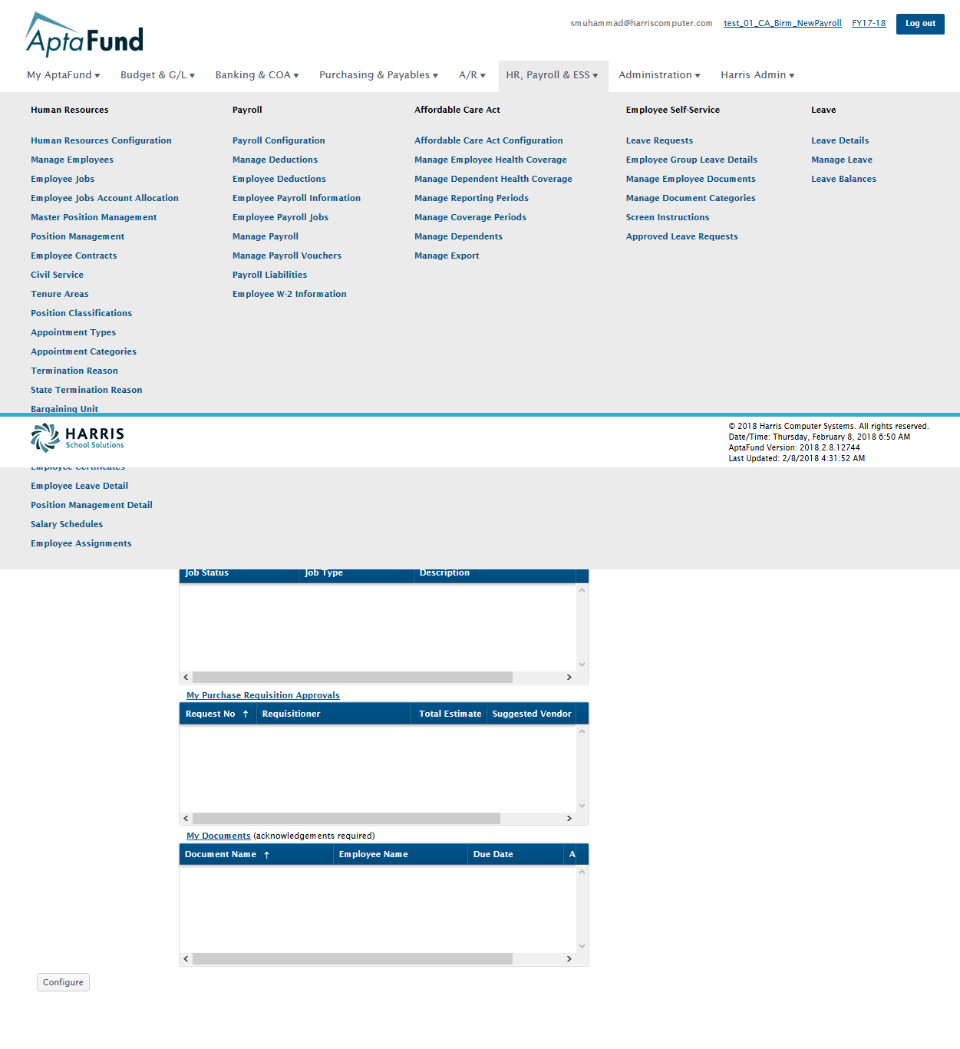 AptaFund
smuhammad@harriscomputer.com test_01_CA_Birm_NewPayroll FY17-18 Log out
My AptaFund Budget & G/L Banking & COA Purchasing & Payables A/R HR, Payroll & ESS Administration Harris Admin
Human Resources
Human Resources Configuration
Manage Employees
Employee Jobs
Employee Jobs Account Allocation
Master Position Management
Position Management
Employee Contracts
Civil Service
Tenure Areas
Position Classifications
Appointment Types
Appointment Categories
Termination Reason
State Termination Reason
Bargaining Unit
Payroll
Payroll Configuration
Manage Deductions
Employee Deductions
Employee Payroll Information
Employee Payroll Jobs
Manage Payroll
Manage Payroll Vouchers
Payroll Liabilities
Employee W-2 Information
Affordable Care Act
Affordable Care Act Configuration
Manage Employee Health Coverage
Manage Dependent Health Coverage
Manage Reporting Periods
Manage Coverage Periods
Manage Dependents
Manage Export
Employee Self-Service
Leave Requests
Employee Group Leave Details
Manage Employee Documents
Manage Document Categories
Screen Instructions
Approved Leave Requests
Leave
Leave Details
Manage Leave
Leave Balances
HARRIS
School Solutions
© 2018 Harris Computer Systems. All rights reserved.
Date/Time: Thursday, February 8, 2018 6:50 AM
AptaFund Version: 2018.2.8.12744
Last Updated: 2/8/2018 4:31:52 AM
Employee Certificates
Employee Leave Detail
Position Management Detail
Salary Schedules
Employee Assignments
Job Status Job Type Description
My Purchase Requisition Approvals
Request No Requisitioner Total Estimate Suggested Vendor
My Documents (acknowledgements required)
Document Name Employee Name Due Date A
Configure